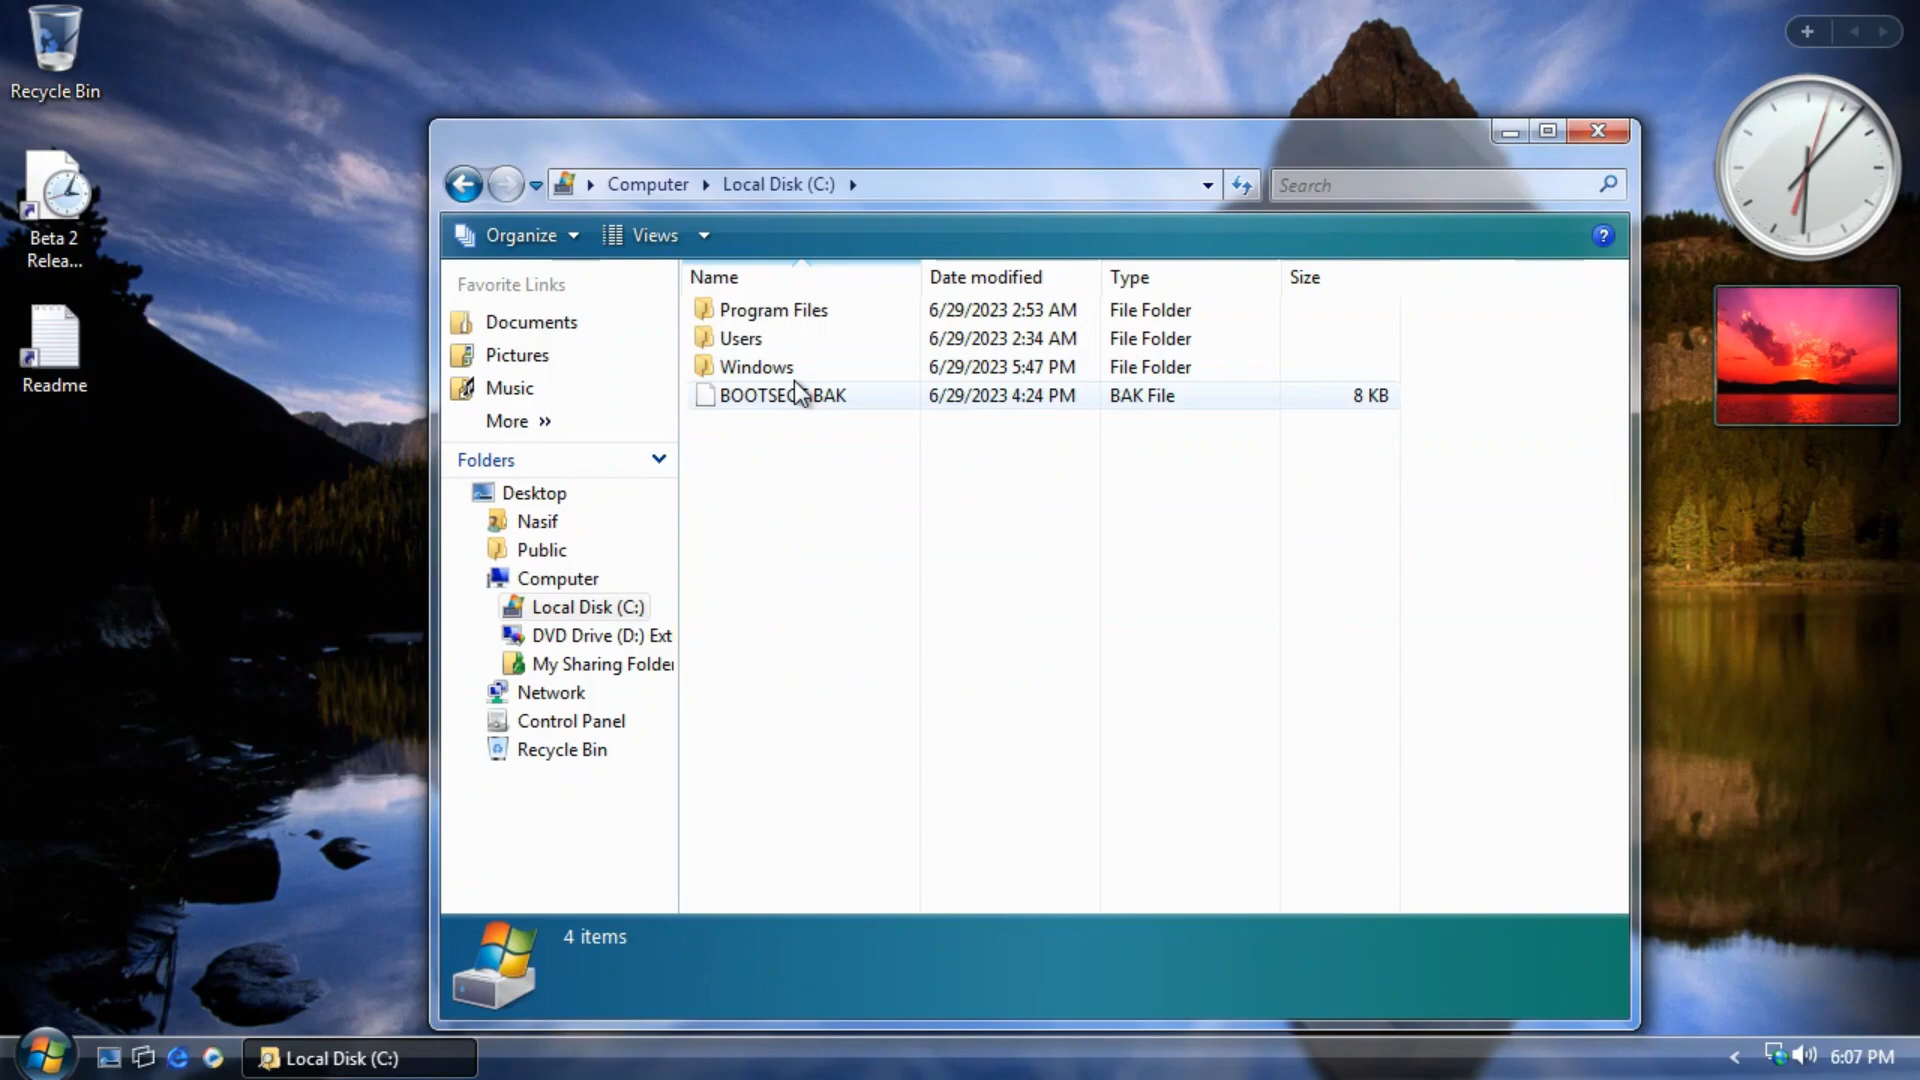 Recycle Bin
Beta 2
Relea...
Readme
Computer
Local Disk (C:)
Search
Organize
Views
?
Favorite Links
Documents
Pictures
Music
More »
Folders
Desktop
Nasif
Public
Computer
Local Disk (C:)
DVD Drive (D:) Ext
My Sharing Folder
Network
Control Panel
Recycle Bin
Name Date modified Type Size
Program Files 6/29/2023 2:53 AM File Folder
Users 6/29/2023 2:34 AM File Folder
Windows 6/29/2023 5:47 PM File Folder
6/29/2023 4:24 PM BAK File 8 KB
4 items
Local Disk (C:)
6:07 PM